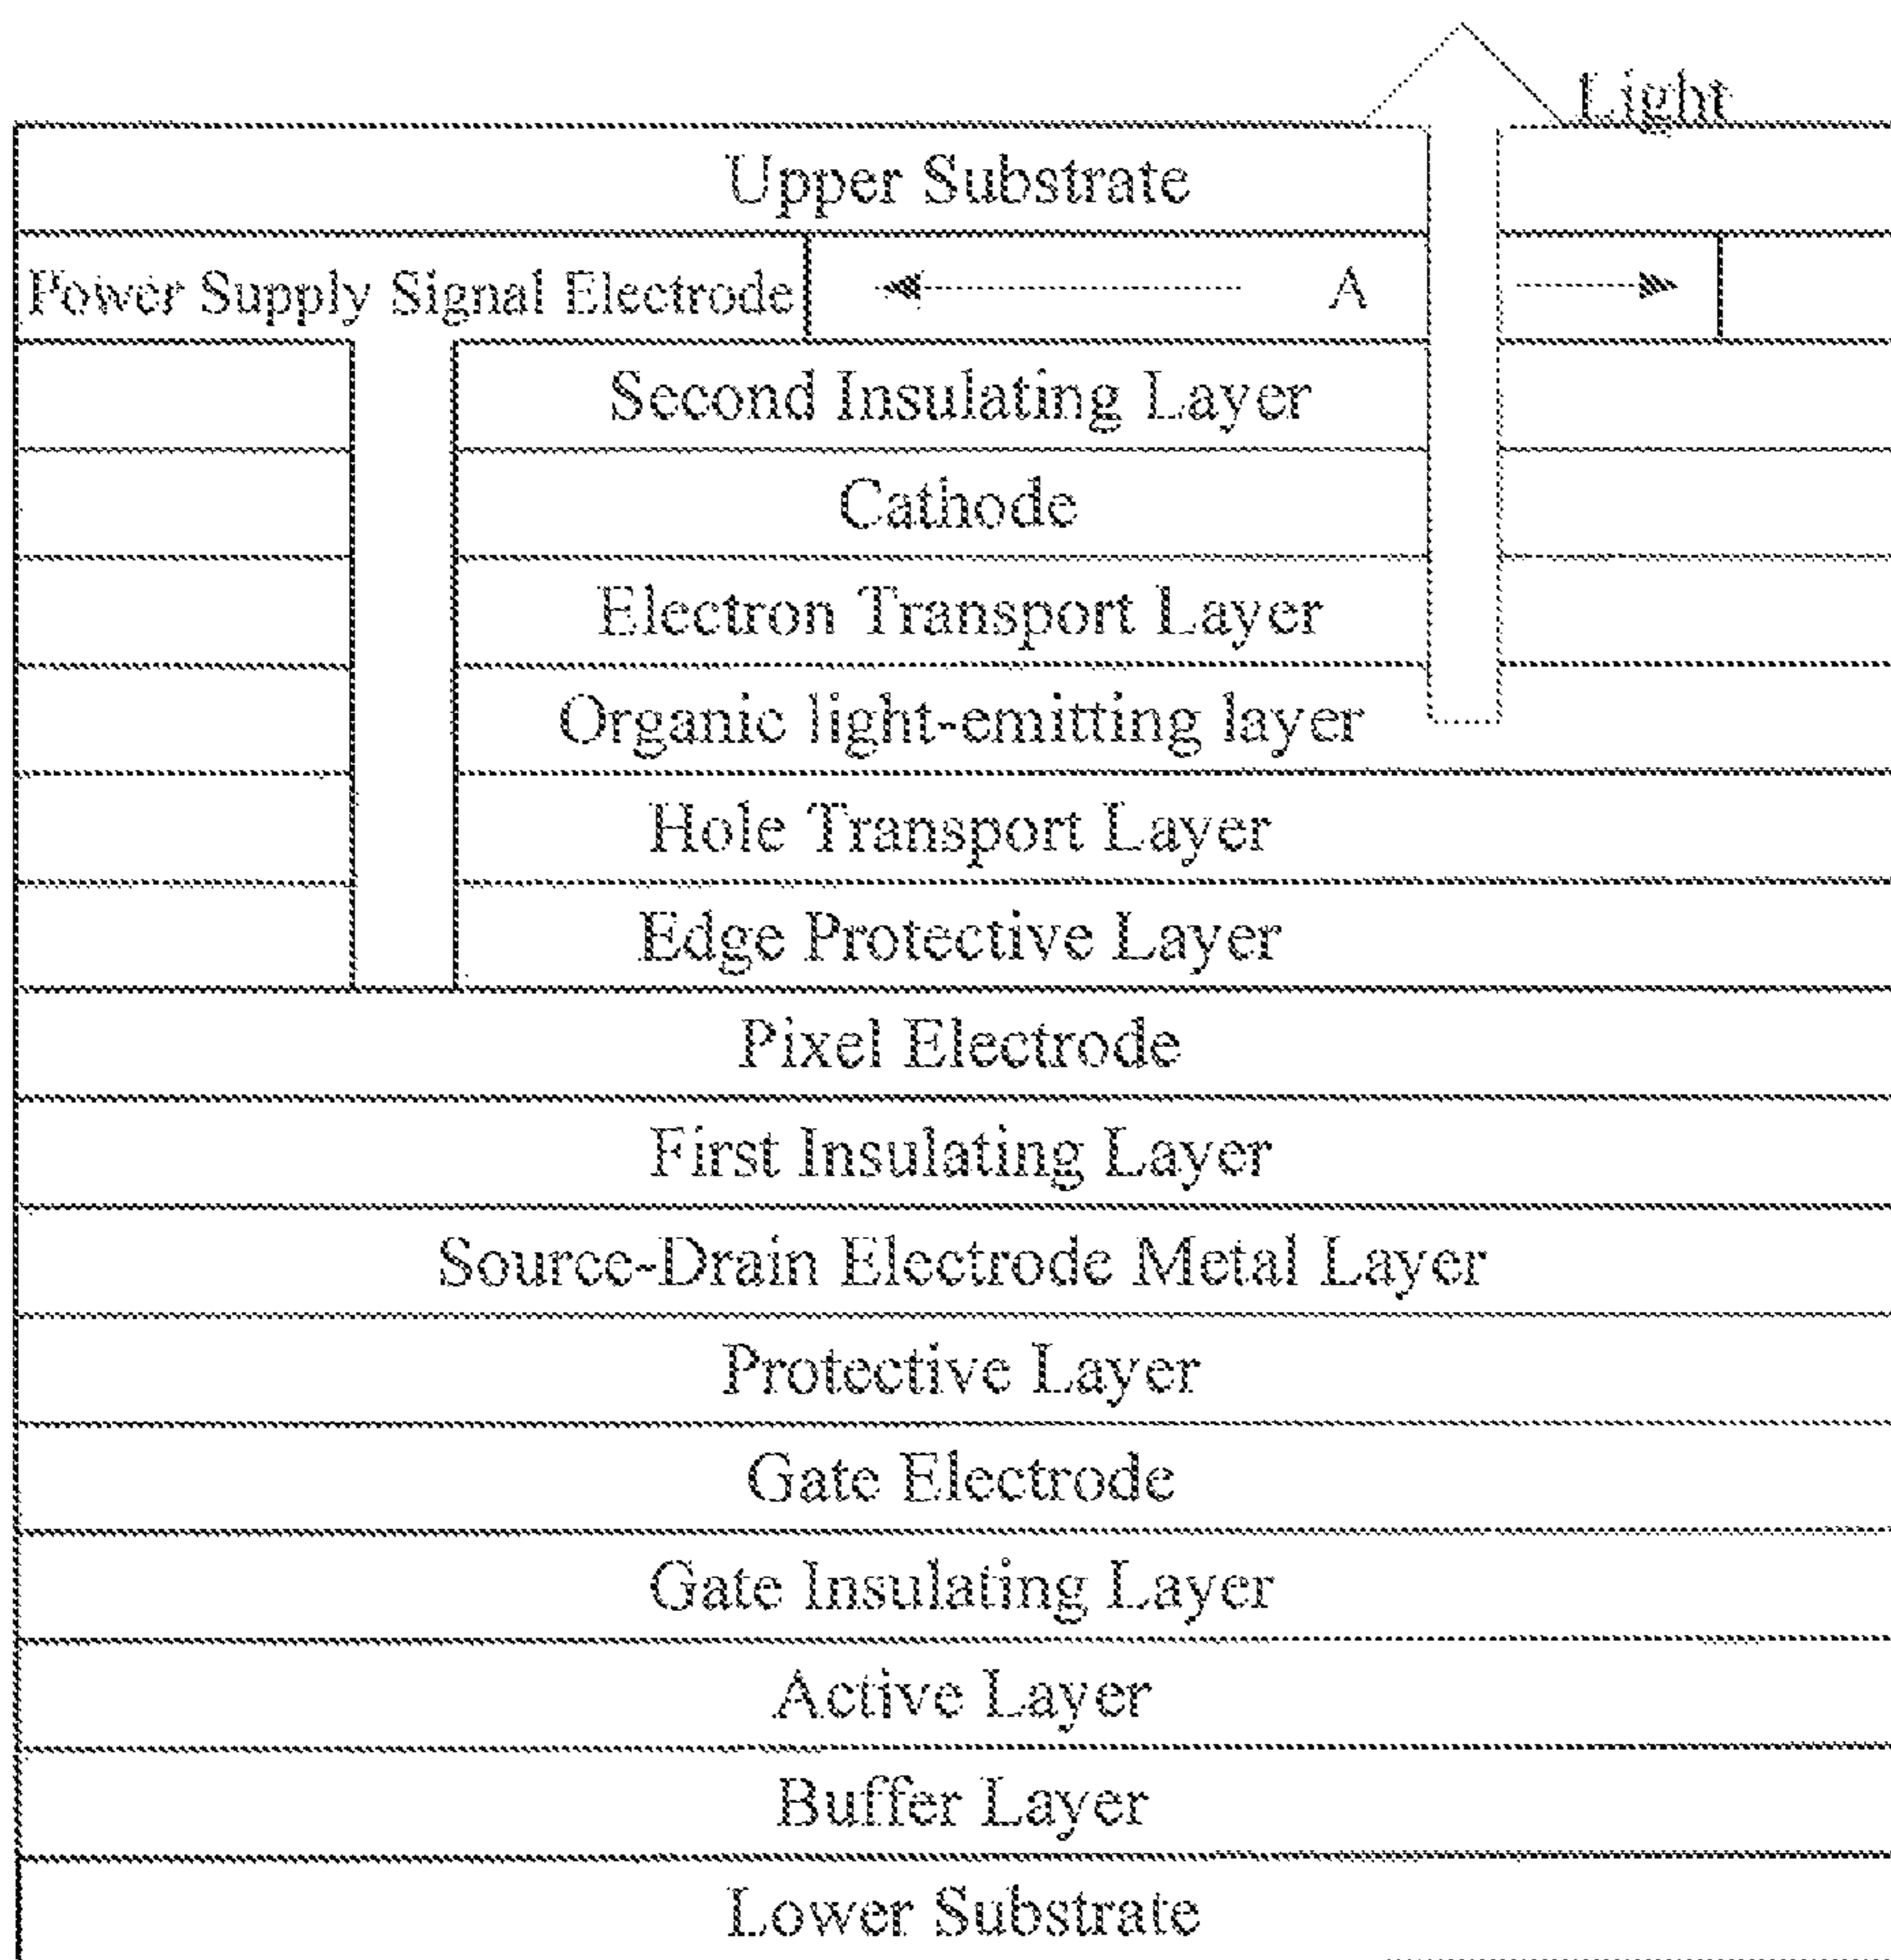 Light
Upper Substrate
Power Supply Signal Electrode A
Second Insulating Layer
Cathode
Electron Transport Layer
Organic light-emitting layer
Hole Transport Layer
Edge Protective Layer
Pixel Electrode
First Insulating Layer
Source-Drain Electrode Metal Layer
Protective Layer
Gate Electrode
Gate Insulating Layer
Active Layer
Buffer Layer
Lower Substrate